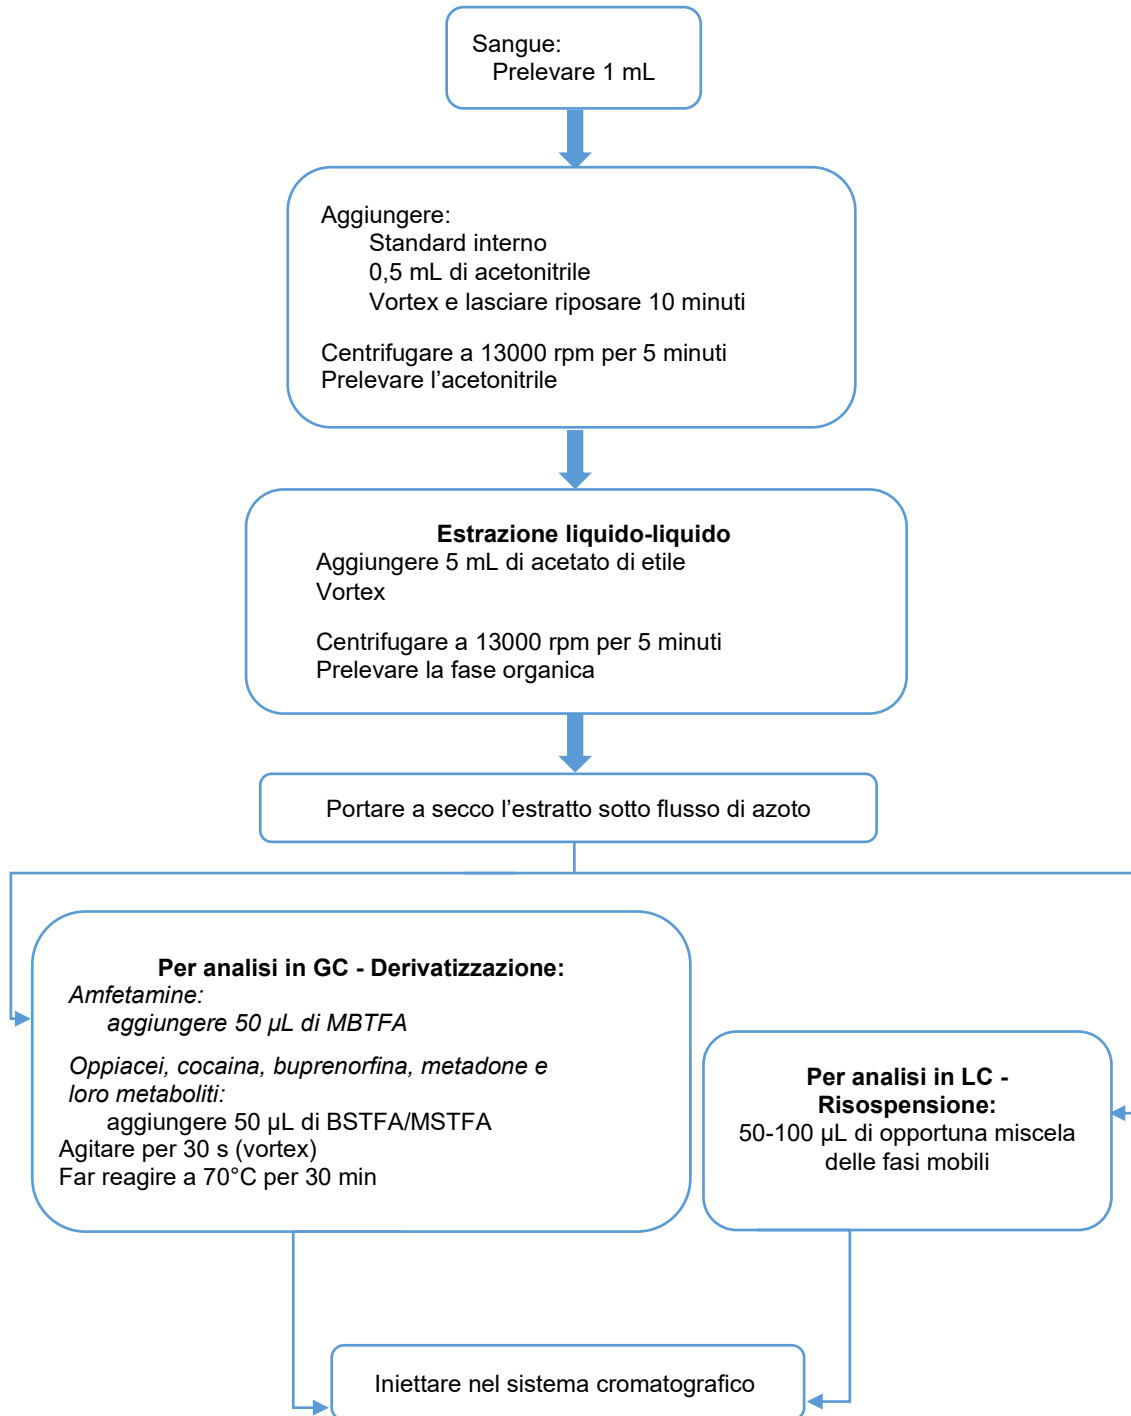 Sangue:
Prelevare 1 mL
Aggiungere:
Standard interno
0,5 mL di acetonitrile
Vortex e lasciare riposare 10 minuti
Centrifugare a 13000 rpm per 5 minuti
Prelevare l’acetonitrile
Estrazione liquido-liquido
Aggiungere 5 mL di acetato di etile
Vortex
Centrifugare a 13000 rpm per 5 minuti
Prelevare la fase organica
Portare a secco l’estratto sotto flusso di azoto
Per analisi in GC - Derivatizzazione:
Amfetamine:
aggiungere 50 µL di MBTFA
Oppiacei, cocaina, buprenorfina, metadone e
loro metaboliti:
aggiungere 50 µL di BSTFA/MSTFA
Agitare per 30 s (vortex)
Far reagire a 70°C per 30 min
Per analisi in LC -
Risospensione:
50-100 µL di opportuna miscela
delle fasi mobili
Iniettare nel sistema cromatografico